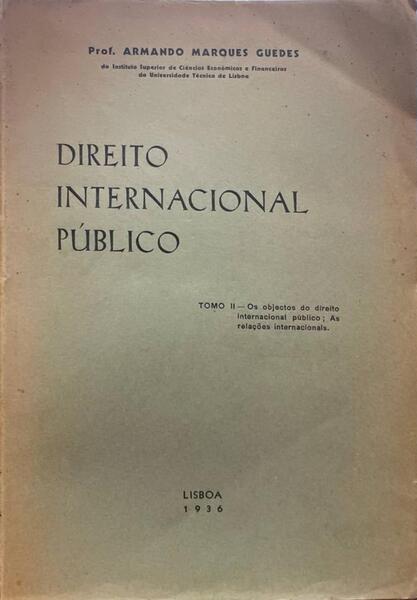 Prof. ARMANDO MARQUES GUEDES
do Instituto Superior de Ciências Económicas e Financeiras
da Universidade Técnica de Lisboa
DIREITO
INTERNACIONAL
PÚBLICO
TOMO II — Os objectos do direito
internacional público; As
relações internacionais.
LISBOA
1936